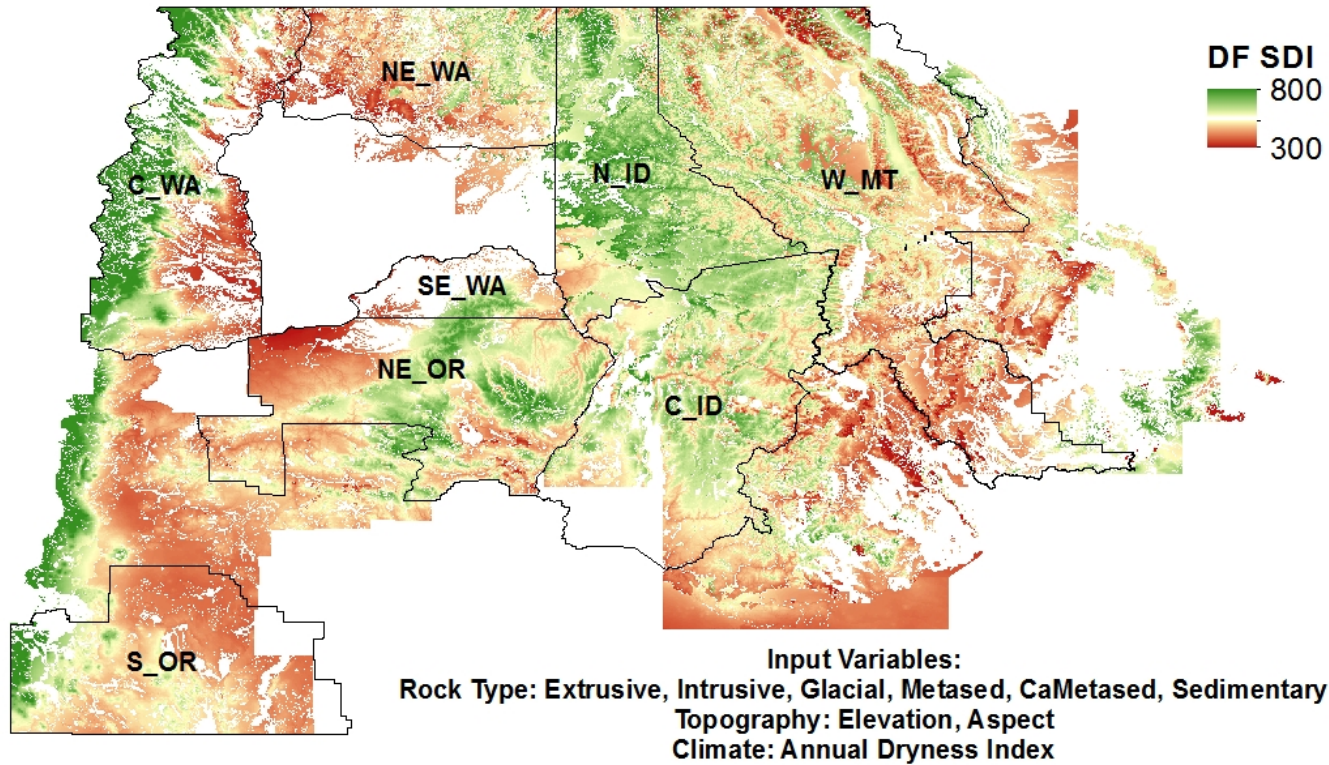 NE_WA
DF SDI
800
300
C_WA
N_ID
W_MT
SE_WA
NE_OR
C_ID
S_OR
Input Variables:
Rock Type: Extrusive, Intrusive, Glacial, Metased, CaMetased, Sedimentary
Topography: Elevation, Aspect
Climate: Annual Dryness Index